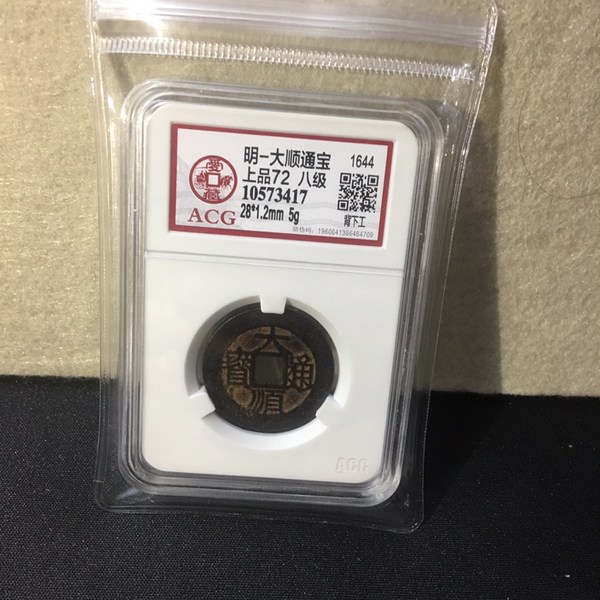 明-大顺通宝 1644
上品72 八级
10573417
28*1.2mm 5g 背下工
ACG
大顺通寶
ACG